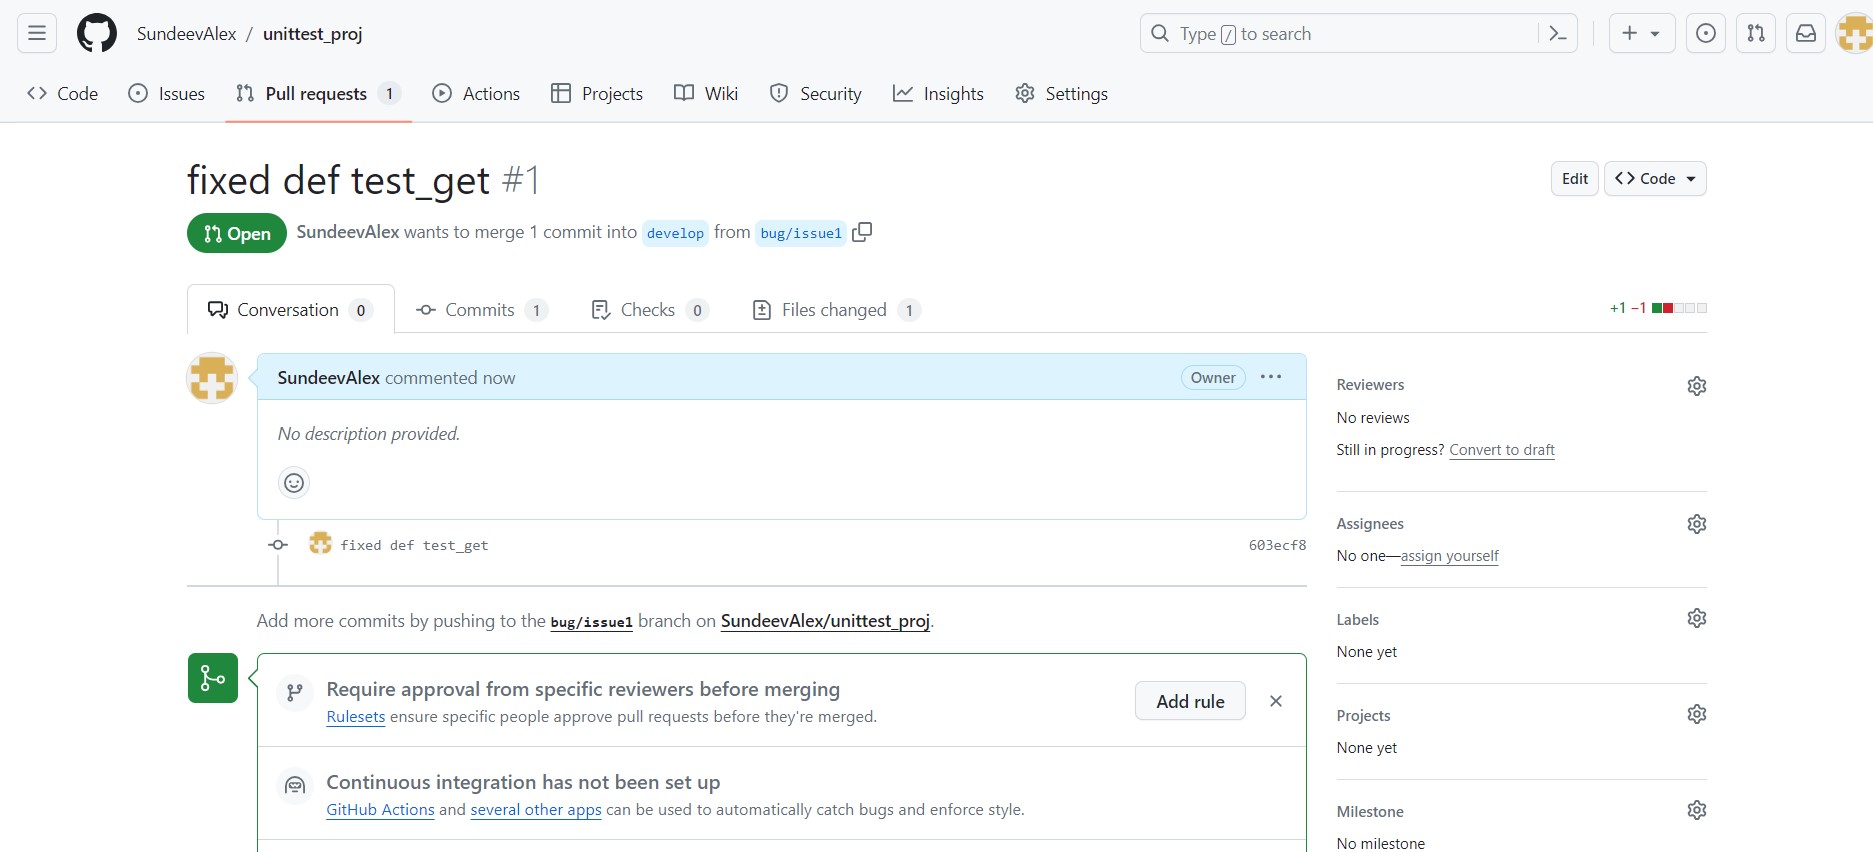 SundeevAlex / unittest_proj
Type / to search
Code Issues Pull requests 1 Actions Projects Wiki Security Insights Settings
fixed def test_get #1
Edit Code
Open SundeevAlex wants to merge 1 commit into develop from bug/issue1
Conversation 0 Commits 1 Checks 0 Files changed 1 +1 −1
SundeevAlex commented now Owner
No description provided.
fixed def test_get 603ecf8
Add more commits by pushing to the bug/issue1 branch on SundeevAlex/unittest_proj.
Require approval from specific reviewers before merging
Rulesets ensure specific people approve pull requests before they're merged.
Add rule
Continuous integration has not been set up
GitHub Actions and several other apps can be used to automatically catch bugs and enforce style.
Reviewers
No reviews
Still in progress? Convert to draft
Assignees
No one—assign yourself
Labels
None yet
Projects
None yet
Milestone
No milestone